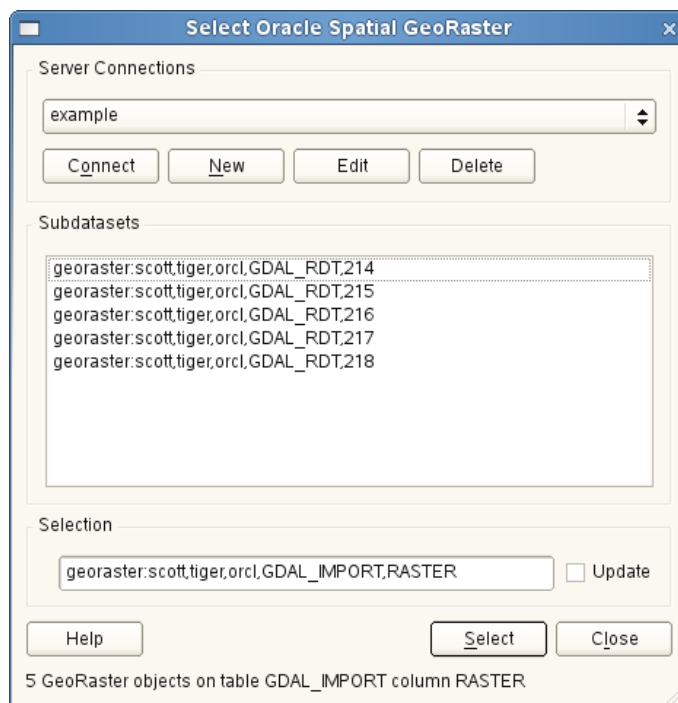 Select Oracle Spatial GeoRaster
Server Connections
example
Connect New Edit Delete
Subdatasets
georaster:scott,tiger,orcl,GDAL_RDT,214
georaster:scott,tiger,orcl,GDAL_RDT,215
georaster:scott,tiger,orcl,GDAL_RDT,216
georaster:scott,tiger,orcl,GDAL_RDT,217
georaster:scott,tiger,orcl,GDAL_RDT,218
Selection
georaster:scott,tiger,orcl,GDAL_IMPORT,RASTER Update
Help Select Close
5 GeoRaster objects on table GDAL_IMPORT column RASTER